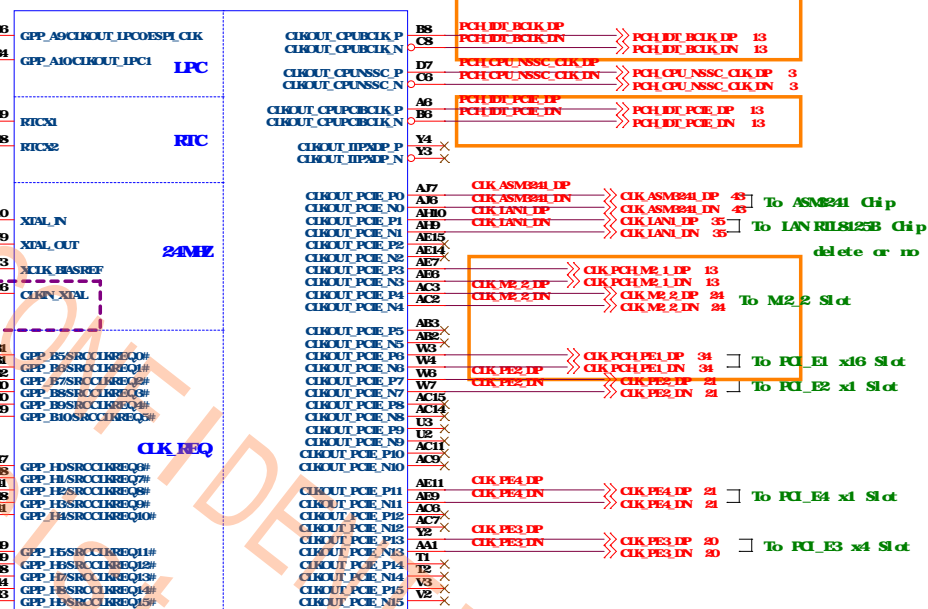 GPP_A9/CLKOUT_LPC0/ESPI_CLK
GPP_A10/CLKOUT_LPC1
LPC
RTCX1
RTCX2
RTC
XTAL_IN
XTAL_OUT
24MHZ
XCLK_BIASREF
CLKIN_XTAL
GPP_B5/SRCCLKREQ0#
GPP_B6/SRCCLKREQ1#
GPP_B7/SRCCLKREQ2#
GPP_B8/SRCCLKREQ3#
GPP_B9/SRCCLKREQ4#
GPP_B10/SRCCLKREQ5#
CLK_REQ
GPP_H0/SRCCLKREQ6#
GPP_H1/SRCCLKREQ7#
GPP_H2/SRCCLKREQ8#
GPP_H3/SRCCLKREQ9#
GPP_H4/SRCCLKREQ10#
GPP_H5/SRCCLKREQ11#
GPP_H6/SRCCLKREQ12#
GPP_H7/SRCCLKREQ13#
GPP_H8/SRCCLKREQ14#
GPP_H9/SRCCLKREQ15#
CLKOUT_CPUBCLK_P B8 PCH_IDT_BCLK_DP PCH_IDT_BCLK_DP 13
CLKOUT_CPUBCLK_N C8 PCH_IDT_BCLK_DN PCH_IDT_BCLK_DN 13
CLKOUT_CPUNSSC_P D7 PCH_CPU_NSSC_CLK_DP PCH_CPU_NSSC_CLK_DP 3
CLKOUT_CPUNSSC_N C6 PCH_CPU_NSSC_CLK_DN PCH_CPU_NSSC_CLK_DN 3
CLKOUT_CPUPCIBCLK_P A6 PCH_IDT_PCIE_DP PCH_IDT_PCIE_DP 13
CLKOUT_CPUPCIBCLK_N B6 PCH_IDT_PCIE_DN PCH_IDT_PCIE_DN 13
CLKOUT_ITPXDP_P Y4
CLKOUT_ITPXDP_N Y3
CLKOUT_PCIE_P0 AJ7 CLK_ASM3241_DP CLK_ASM3241_DP 43
CLKOUT_PCIE_N0 AJ6 CLK_ASM3241_DN CLK_ASM3241_DN 43 To ASM3241 Chip
CLKOUT_PCIE_P1 AH10 CLK_LAN1_DP CLK_LAN1_DP 35
CLKOUT_PCIE_N1 AH9 CLK_LAN1_DN CLK_LAN1_DN 35 To LAN RTL8125B Chip
CLKOUT_PCIE_P2 AE15
CLKOUT_PCIE_N2 AE14 delete or no
CLKOUT_PCIE_P3 AE7 CLK_PCH_M2_1_DP 13
CLKOUT_PCIE_N3 AE6 CLK_PCH_M2_1_DN 13
CLKOUT_PCIE_P4 AC3 CLK_M2_2_DP CLK_M2_2_DP 24
CLKOUT_PCIE_N4 AC2 CLK_M2_2_DN CLK_M2_2_DN 24 To M2_2 Slot
CLKOUT_PCIE_P5 AB3
CLKOUT_PCIE_N5 AB2
CLKOUT_PCIE_P6 W3 CLK_PCH_PE1_DP 34
CLKOUT_PCIE_N6 W4 CLK_PCH_PE1_DN 34 To PCI_E1 x16 Slot
CLKOUT_PCIE_P7 W6 CLK_PE2_DP CLK_PE2_DP 21
CLKOUT_PCIE_N7 W7 CLK_PE2_DN CLK_PE2_DN 21 To PCI_E2 x1 Slot
CLKOUT_PCIE_P8 AC15
CLKOUT_PCIE_N8 AC14
CLKOUT_PCIE_P9 U3
CLKOUT_PCIE_N9 U2
CLKOUT_PCIE_P10 AC11
CLKOUT_PCIE_N10 AC9
CLKOUT_PCIE_P11 AE11 CLK_PE4_DP CLK_PE4_DP 21
CLKOUT_PCIE_N11 AE9 CLK_PE4_DN CLK_PE4_DN 21 To PCI_E4 x1 Slot
CLKOUT_PCIE_P12 AC6
CLKOUT_PCIE_N12 AC7
CLKOUT_PCIE_P13 Y2 CLK_PE3_DP CLK_PE3_DP 20
CLKOUT_PCIE_N13 AA1 CLK_PE3_DN CLK_PE3_DN 20 To PCI_E3 x4 Slot
CLKOUT_PCIE_P14 T1
CLKOUT_PCIE_N14 T2
CLKOUT_PCIE_P15 V3
CLKOUT_PCIE_N15 V2